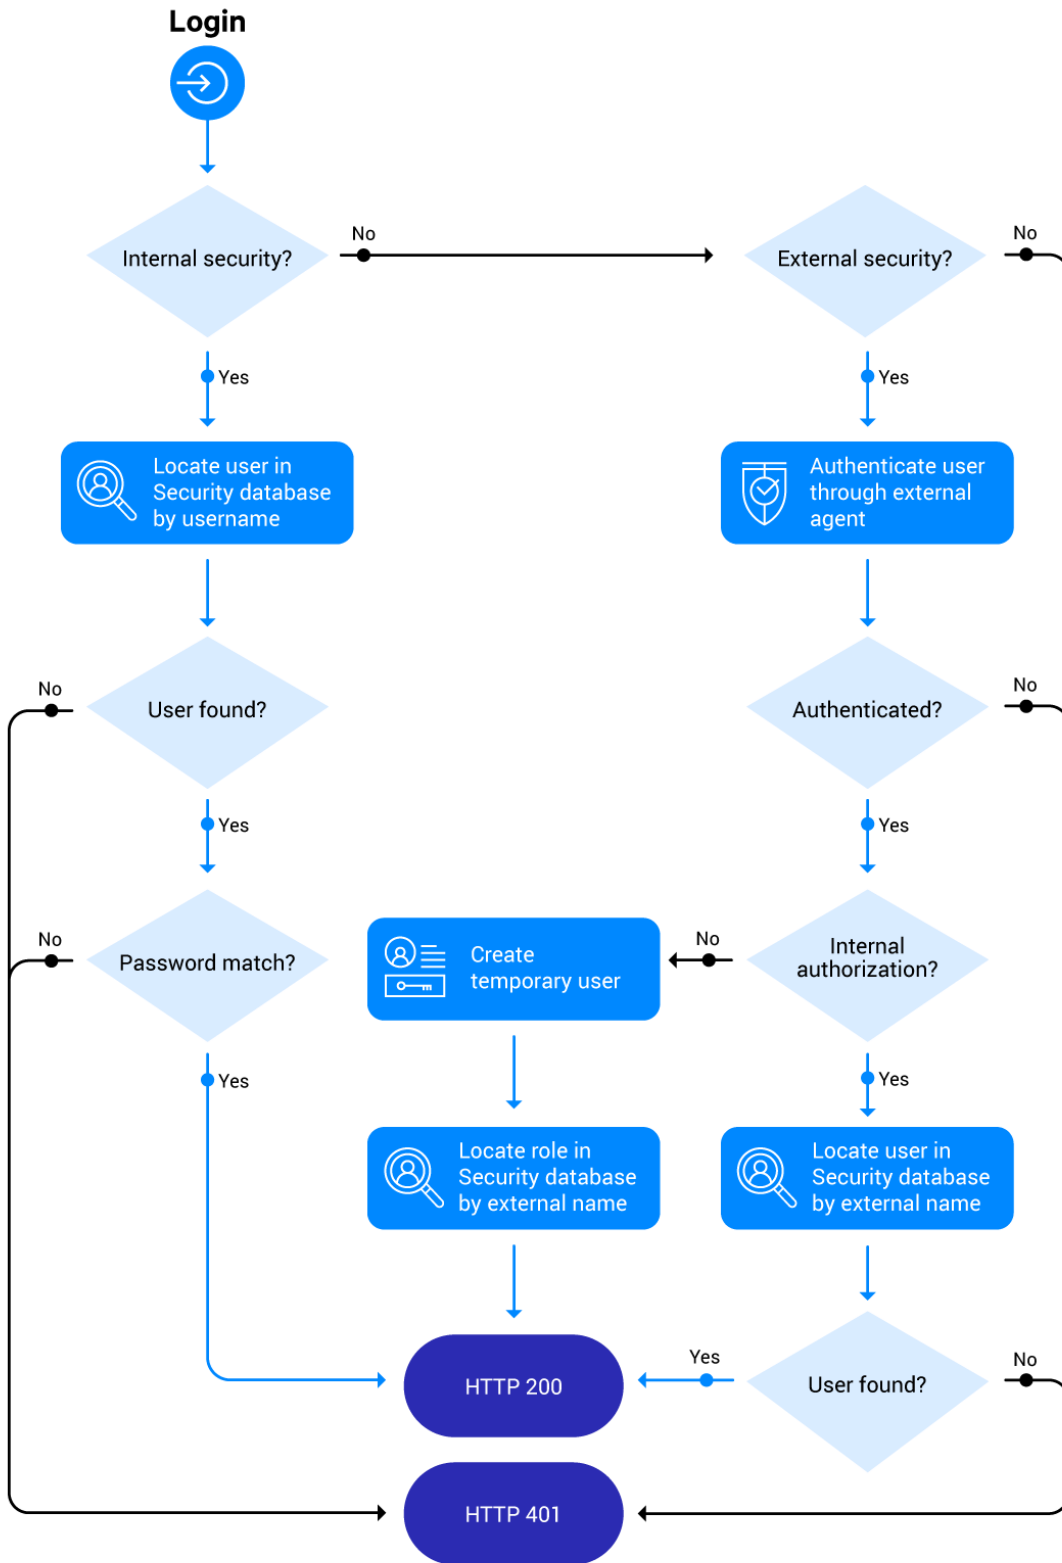 Login
Internal security?
No
External security?
No
Yes
Yes
Locate user in
Security database
by username
Authenticate user
through external
agent
No
User found?
Authenticated?
No
Yes
Yes
No
Password match?
Create
temporary user
No
Internal
authorization?
Yes
Yes
Locate role in
Security database
by external name
Locate user in
Security database
by external name
HTTP 200
Yes
User found?
No
HTTP 401